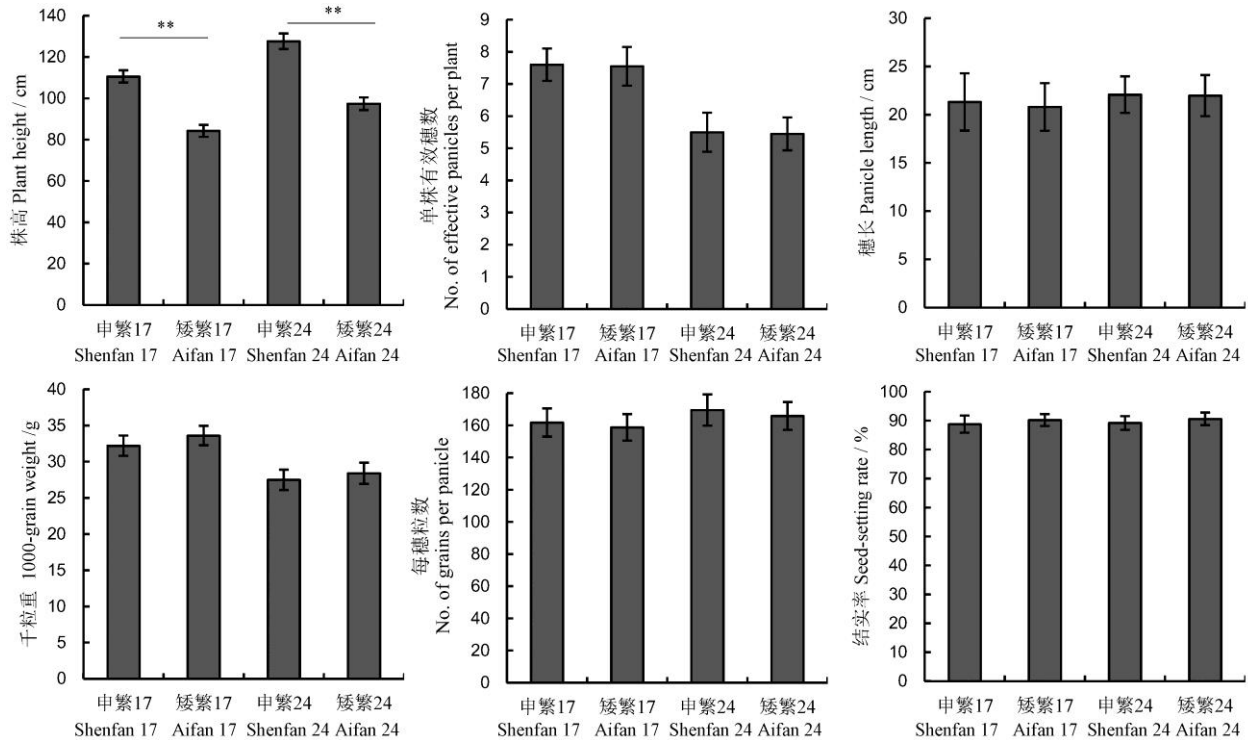 株高 Plant height / cm
140
120
100
80
60
40
20
0
**
**
申繁17 矮繁17 申繁24 矮繁24
Shenfan 17 Aifan 17 Shenfan 24 Aifan 24
单株有效穗数
No. of effective panicles per plant
9
8
7
6
5
4
3
2
1
0
申繁17 矮繁17 申繁24 矮繁24
Shenfan 17 Aifan 17 Shenfan 24 Aifan 24
穗长 Panicle length / cm
30
25
20
15
10
5
0
申繁17 矮繁17 申繁24 矮繁24
Shenfan 17 Aifan 17 Shenfan 24 Aifan 24
千粒重 1000-grain weight /g
40
35
30
25
20
15
10
5
0
申繁17 矮繁17 申繁24 矮繁24
Shenfan 17 Aifan 17 Shenfan 24 Aifan 24
每穗粒数
No. of grains per panicle
180
160
140
120
100
80
60
40
20
0
申繁17 矮繁17 申繁24 矮繁24
Shenfan 17 Aifan 17 Shenfan 24 Aifan 24
结实率 Seed-setting rate / %
100
90
80
70
60
50
40
30
20
10
0
申繁17 矮繁17 申繁24 矮繁24
Shenfan 17 Aifan 17 Shenfan 24 Aifan 24